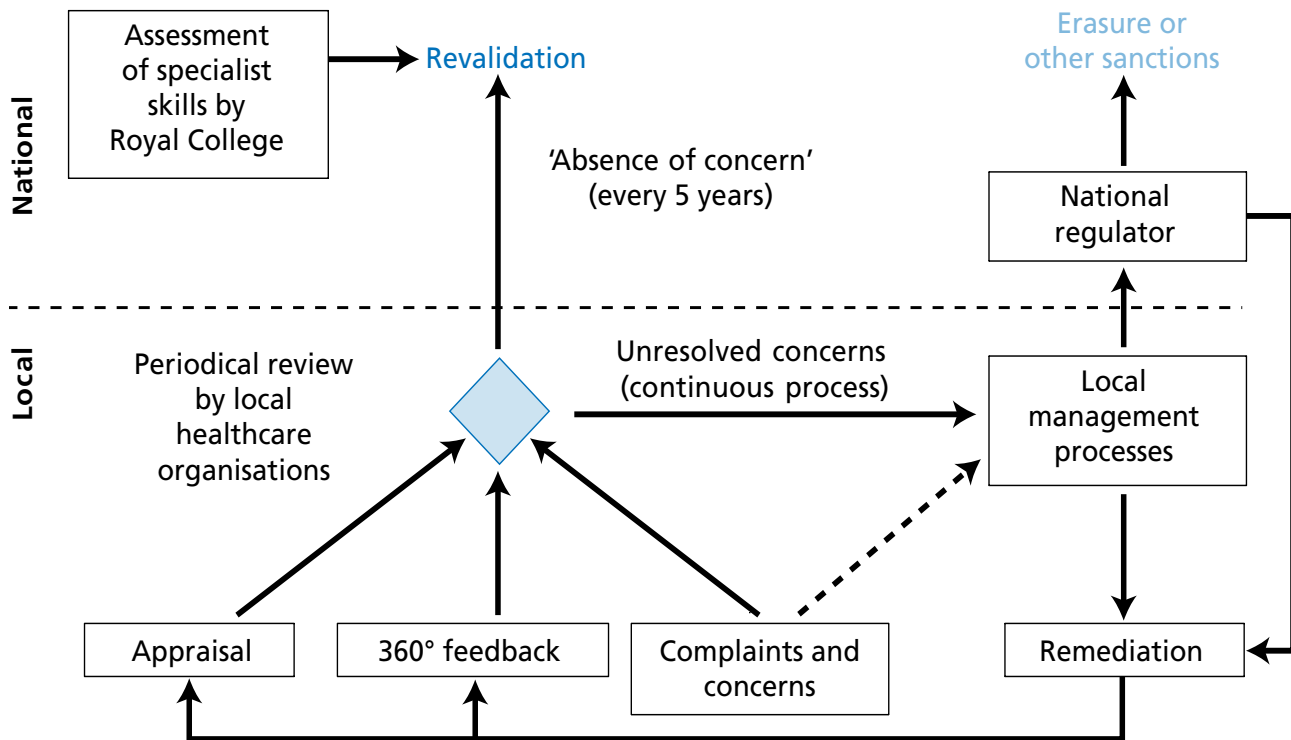 National
Assessment
of specialist
skills by
Royal College
Revalidation
Erasure or
other sanctions
'Absence of concern'
(every 5 years)
National
regulator
Local
Periodical review
by local
healthcare
organisations
Unresolved concerns
(continuous process)
Local
management
processes
Appraisal
360° feedback
Complaints and
concerns
Remediation